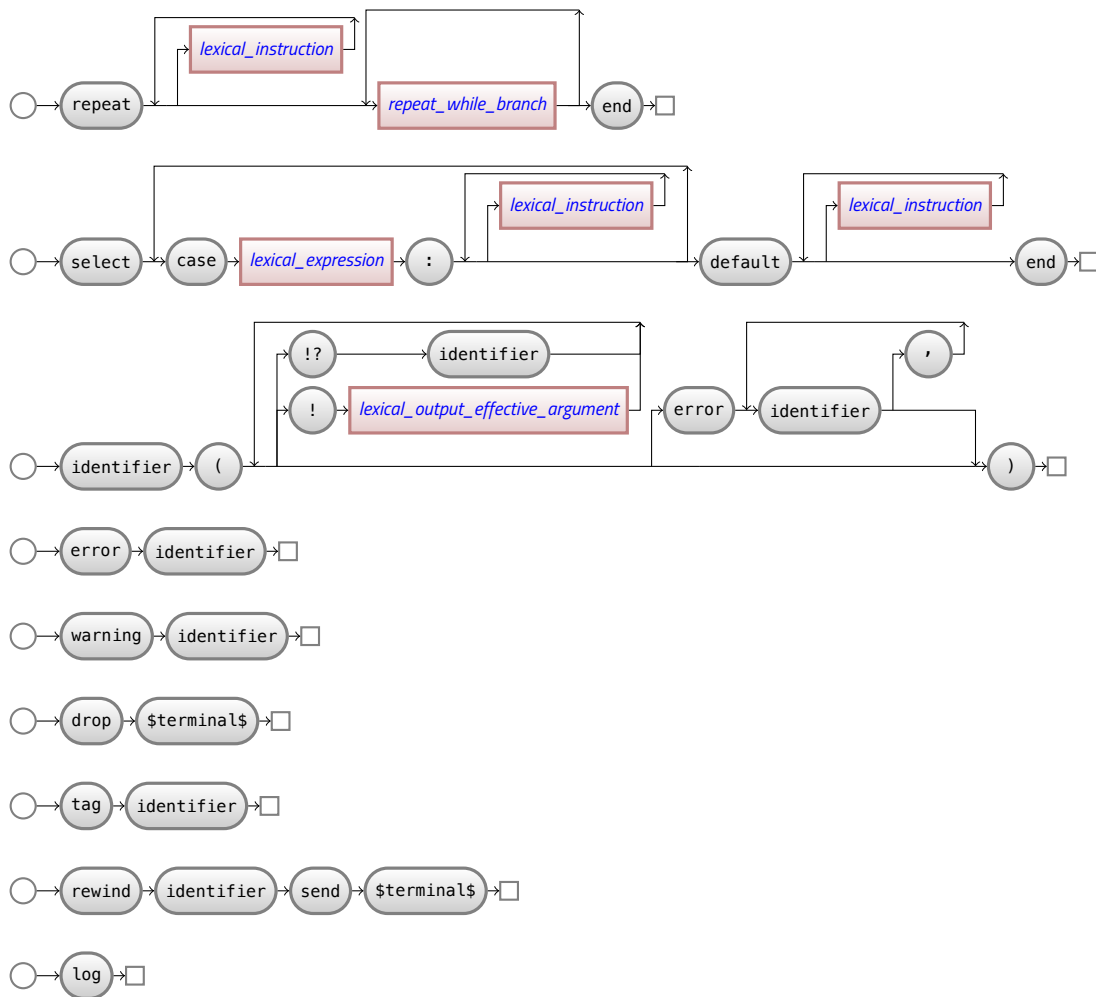 lexical_instruction
repeat repeat_while_branch end
lexical_instruction lexical_instruction
select case lexical_expression : default end
!? identifier ,
! lexical_output_effective_argument error identifier
identifier ( )
error identifier
warning identifier
drop $terminal$
tag identifier
rewind identifier send $terminal$
log